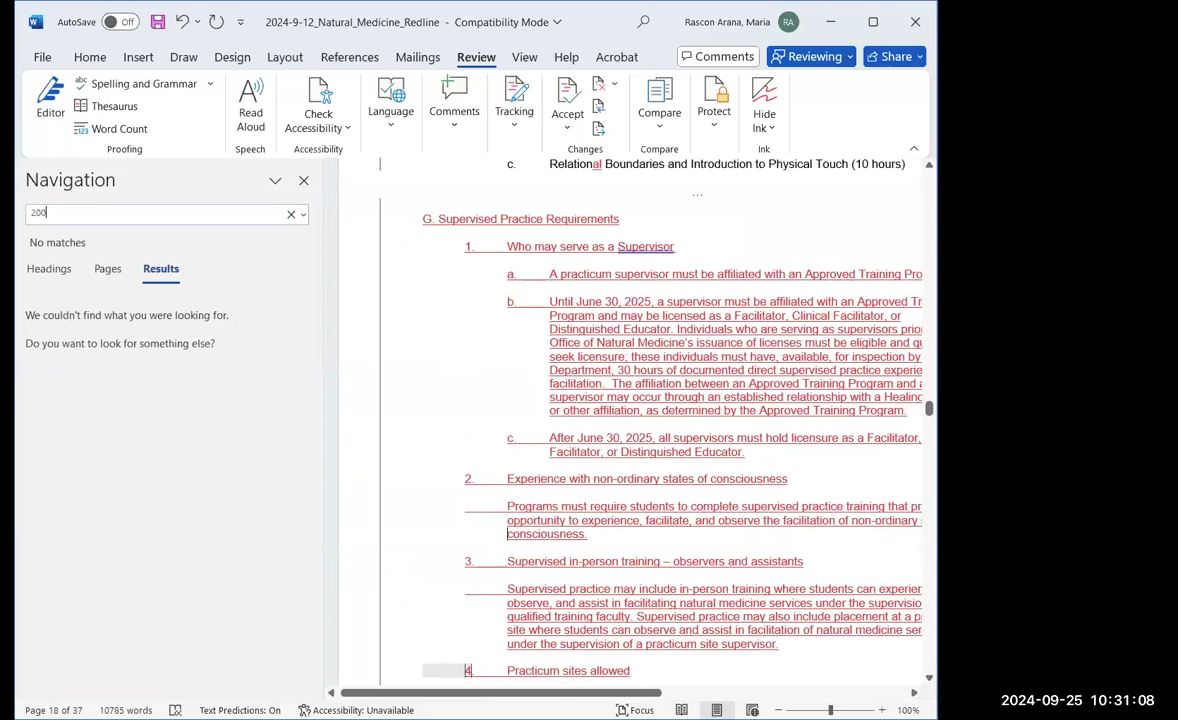 AutoSave Off 2024-9-12_Natural_Medicine_Redline - Compatibility Mode Rascon Arana, Maria RA
File Home Insert Draw Design Layout References Mailings Review View Help Acrobat Comments Reviewing Share
Editor
abc Spelling and Grammar
Thesaurus
123 Word Count
Proofing
Read Aloud
Speech
Check Accessibility
Accessibility
Language
Comments
Tracking
Accept
Changes
Compare
Compare
Protect
Hide Ink
Ink
Navigation
200
No matches
Headings Pages Results
We couldn't find what you were looking for.
Do you want to look for something else?
c. Relational Boundaries and Introduction to Physical Touch (10 hours)
...
G. Supervised Practice Requirements
1. Who may serve as a Supervisor
a. A practicum supervisor must be affiliated with an Approved Training Pro
b. Until June 30, 2025, a supervisor must be affiliated with an Approved Tr
Program and may be licensed as a Facilitator, Clinical Facilitator, or
Distinguished Educator. Individuals who are serving as supervisors prio
Office of Natural Medicine's issuance of licenses must be eligible and qu
seek licensure; these individuals must have, available, for inspection by
Department, 30 hours of documented direct supervised practice experie
facilitation. The affiliation between an Approved Training Program and a
supervisor may occur through an established relationship with a Healing
or other affiliation, as determined by the Approved Training Program.
c. After June 30, 2025, all supervisors must hold licensure as a Facilitator,
Facilitator, or Distinguished Educator.
2. Experience with non-ordinary states of consciousness
Programs must require students to complete supervised practice training that pr
opportunity to experience, facilitate, and observe the facilitation of non-ordinary s
consciousness.
3. Supervised in-person training – observers and assistants
Supervised practice may include in-person training where students can experien
observe, and assist in facilitating natural medicine services under the supervisio
qualified training faculty. Supervised practice may also include placement at a p
site where students can observe and assist in facilitation of natural medicine ser
under the supervision of a practicum site supervisor.
4. Practicum sites allowed
Page 18 of 37 10785 words Text Predictions: On Accessibility: Unavailable Focus 100%
2024-09-25 10:31:08